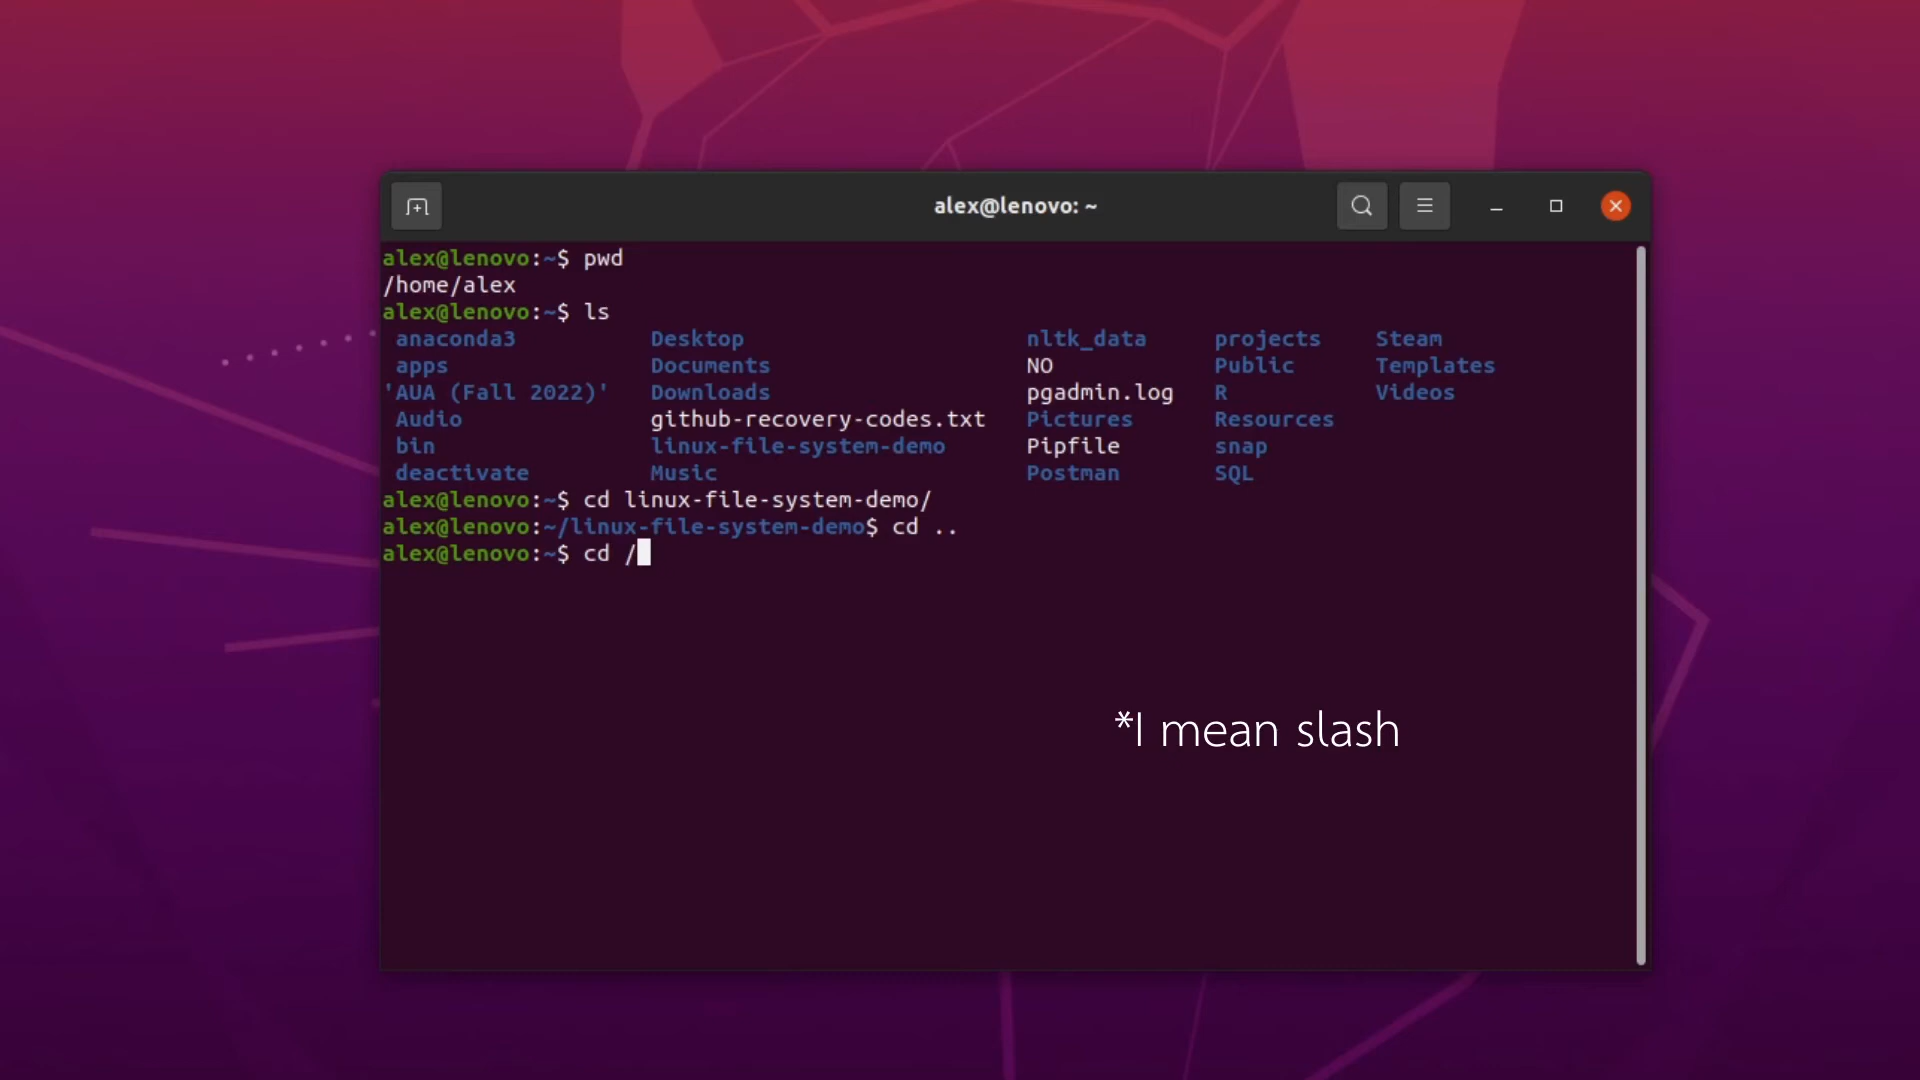 alex@lenovo: ~
alex@lenovo:~$ pwd
/home/alex
alex@lenovo:~$ ls
anaconda3 Desktop nltk_data projects Steam
apps Documents NO Public Templates
'AUA (Fall 2022)' Downloads pgadmin.log R Videos
Audio github-recovery-codes.txt Pictures Resources
bin linux-file-system-demo Pipfile snap
deactivate Music Postman SQL
alex@lenovo:~$ cd linux-file-system-demo/
alex@lenovo:~/linux-file-system-demo$ cd ..
alex@lenovo:~$ cd /
*I mean slash